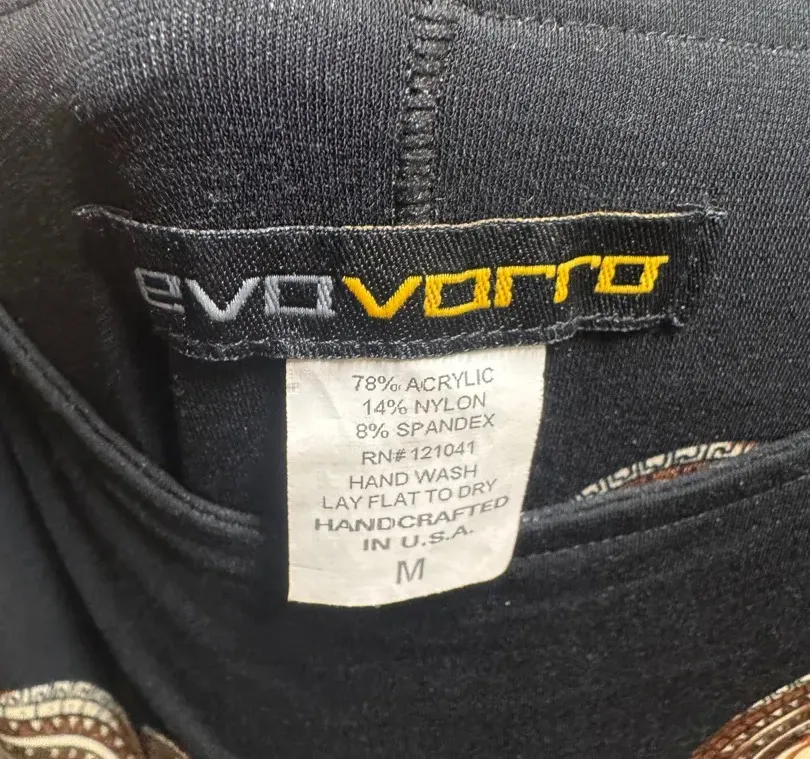 evavarro
78% ACRYLIC
14% NYLON
8% SPANDEX
RN# 121041
HAND WASH
LAY FLAT TO DRY
HANDCRAFTED
IN U.S.A.
M